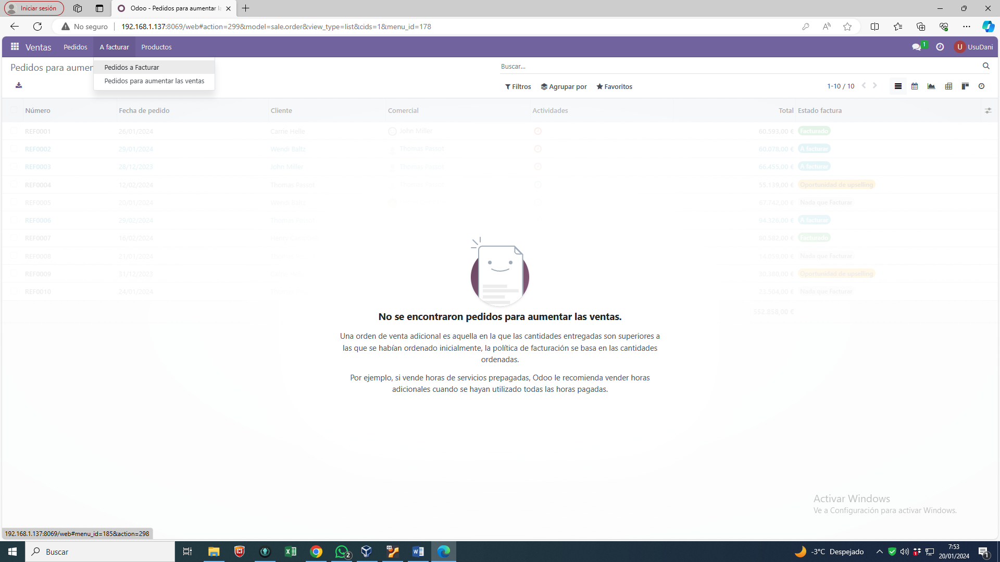 Iniciar sesión
Odoo - Pedidos para aumentar la
No seguro
192.168.1.137:8069/web#action=299&model=sale.order&view_type=list&cids=1&menu_id=178
Ventas Pedidos A facturar Productos
1
U UsuDani
Pedidos para aumen
Pedidos a Facturar
Pedidos para aumentar las ventas
Buscar...
Filtros Agrupar por Favoritos
1-10 / 10
Número Fecha de pedido Cliente Comercial Actividades Total Estado factura
REF0001 26/01/2024 Carrie Helle John Miller 60.593,00 € Facturado
REF0002 29/01/2024 Wendi Baltz Thomas Passot 60.078,00 € A facturar
REF0003 28/12/2023 John Miller Thomas Passot 66.455,00 € A facturar
REF0004 12/02/2024 Thomas Passot Thomas Passot 55.139,00 € Oportunidad de upselling
REF0005 20/01/2024 Wendi Baltz 67.742,00 € Nada que Facturar
REF0006 29/02/2024 Thomas Passot 94.326,00 € A facturar
REF0007 16/02/2024 80.582,00 € Facturado
REF0008 21/01/2024 14.059,00 € Nada que Facturar
REF0009 31/12/2023 30.380,00 € Oportunidad de upselling
REF0010 24/01/2024 23.504,00 € Nada que Facturar
552.858,00 €
No se encontraron pedidos para aumentar las ventas.
Una orden de venta adicional es aquella en la que las cantidades entregadas son superiores a
las que se habían ordenado inicialmente, la política de facturación se basa en las cantidades
ordenadas.
Por ejemplo, si vende horas de servicios prepagadas, Odoo le recomienda vender horas
adicionales cuando se hayan utilizado todas las horas pagadas.
Activar Windows
Ve a Configuración para activar Windows.
192.168.1.137:8069/web#menu_id=185&action=298
Buscar
2
-3°C Despejado
7:53
20/01/2024
1